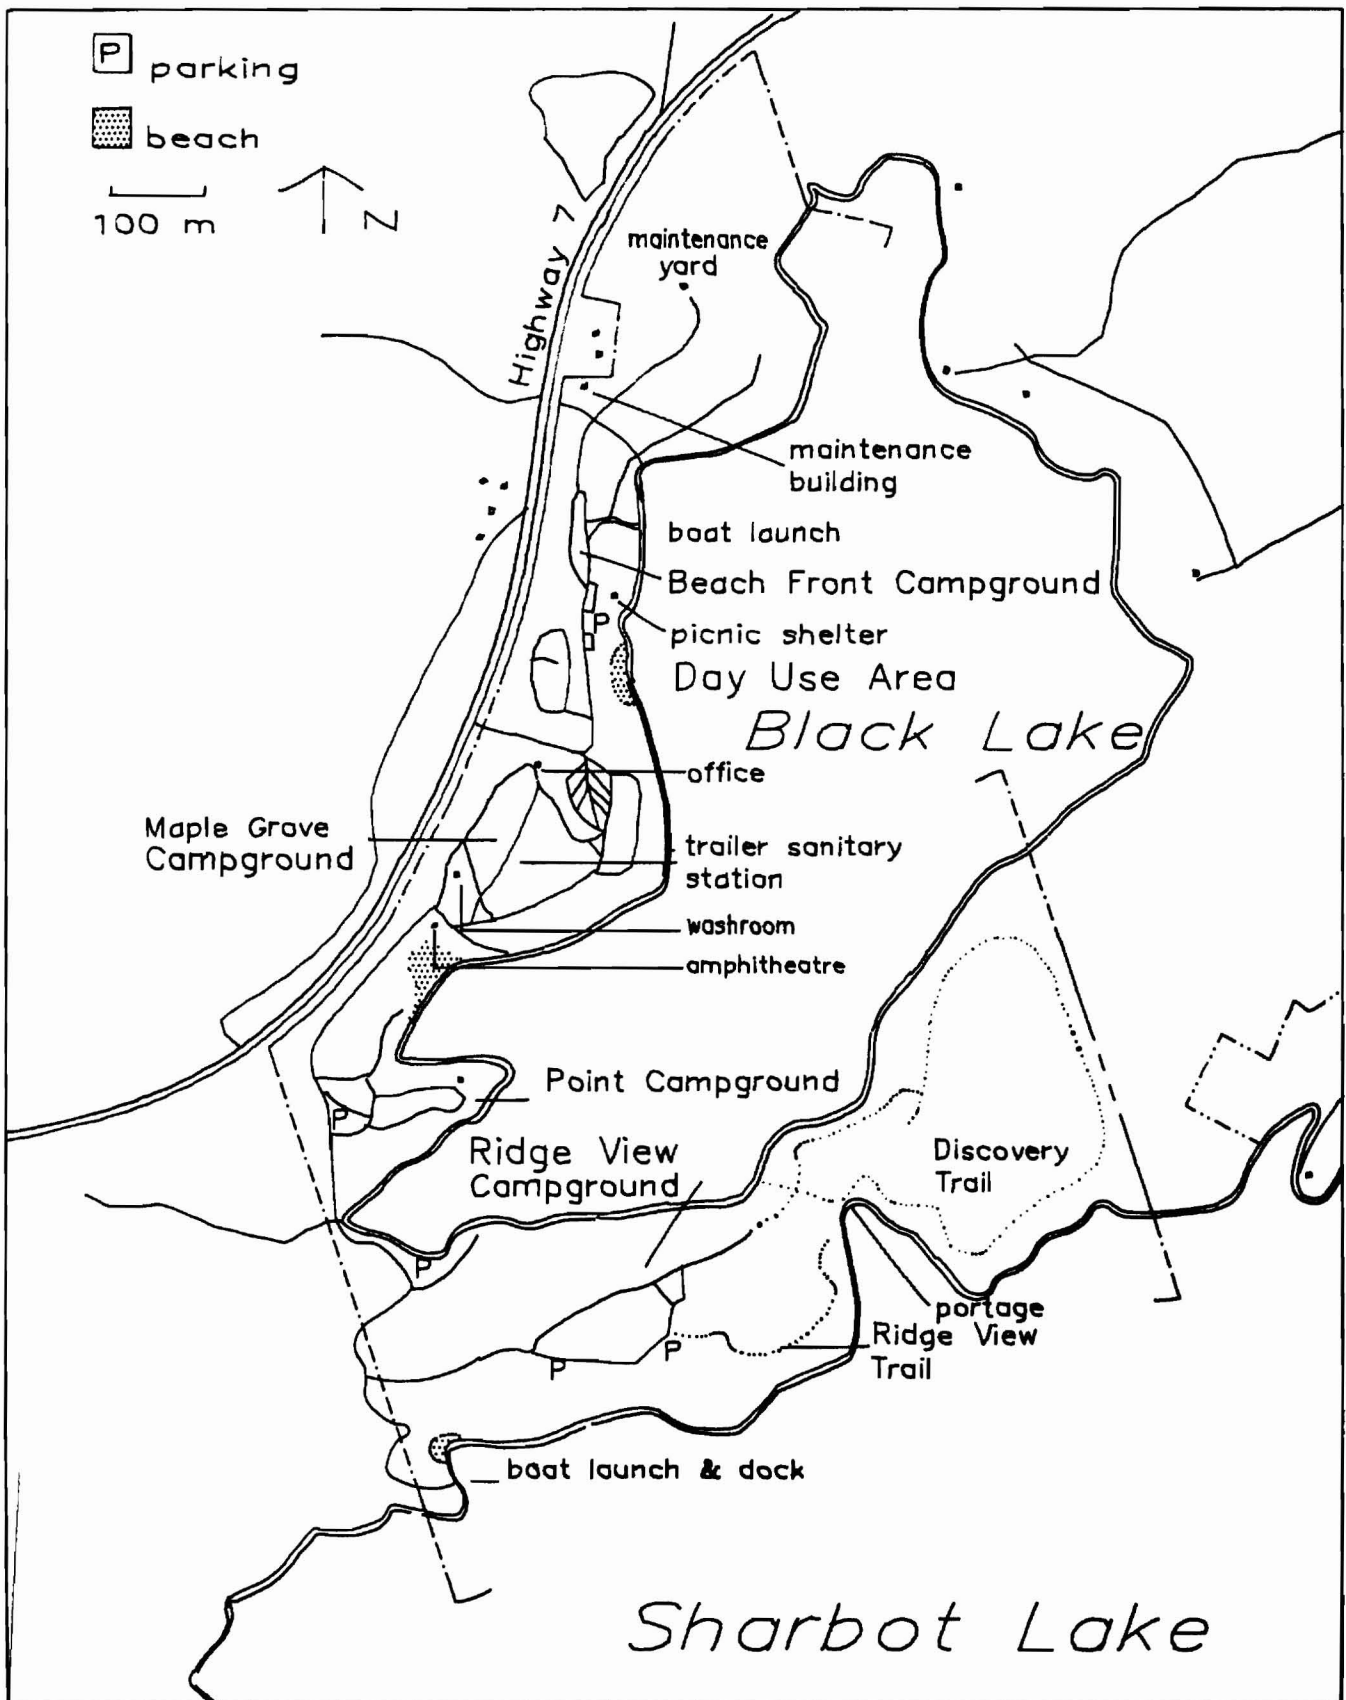 P parking
beach
100 m
N
Highway 7
maintenance
yard
maintenance
building
boat launch
Beach Front Campground
P
picnic shelter
Day Use Area
Black Lake
office
Maple Grove
Campground
trailer sanitary
station
washroom
amphitheatre
Point Campground
P
Ridge View
Campground
Discovery
Trail
P
portage
Ridge View
Trail
P
P
boat launch & dock
Sharbot Lake